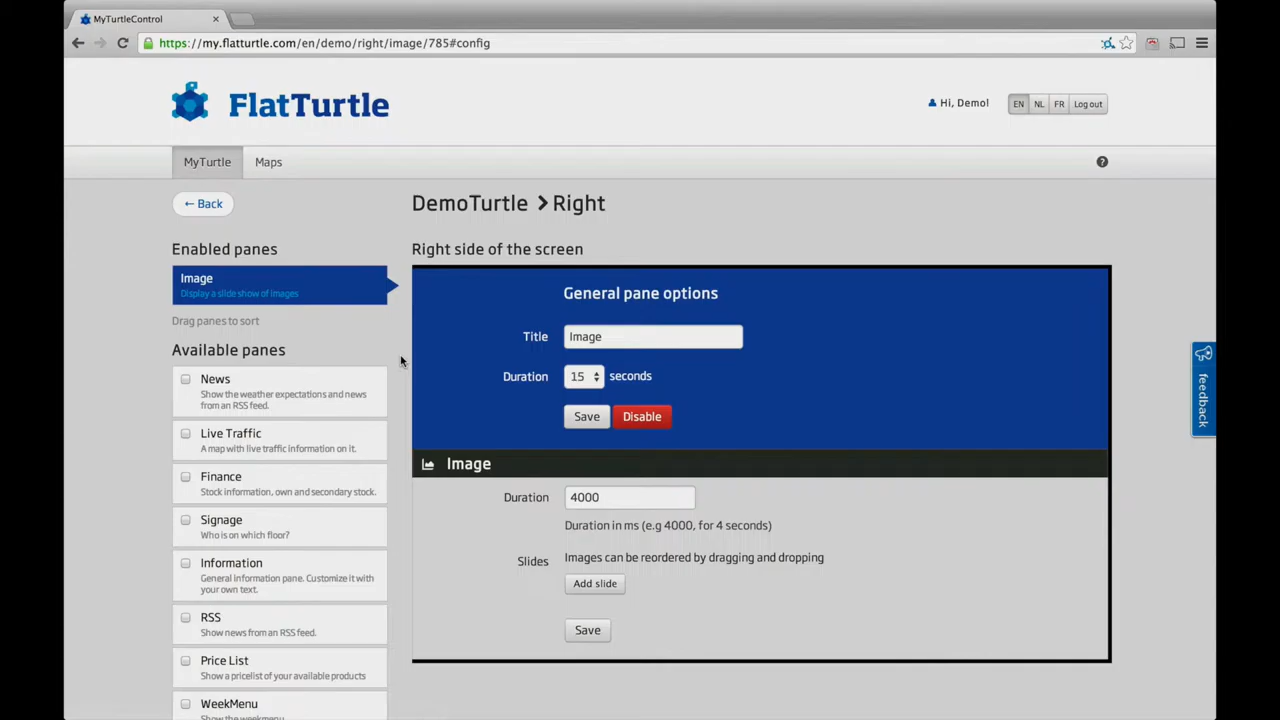 MyTurtleControl
https://my.flatturtle.com/en/demo/right/image/785#config
FlatTurtle
Hi, Demo!
EN NL FR Log out
MyTurtle Maps
← Back
DemoTurtle > Right
Enabled panes
Image
Display a slide show of images
Drag panes to sort
Available panes
News
Show the weather expectations and news
from an RSS feed.
Live Traffic
A map with live traffic information on it.
Finance
Stock information, own and secondary stock.
Signage
Who is on which floor?
Information
General information pane. Customize it with
your own text.
RSS
Show news from an RSS feed.
Price List
Show a pricelist of your available products
WeekMenu
Show the weekmenu
Right side of the screen
General pane options
Title Image
Duration 15 seconds
Save Disable
Image
Duration 4000
Duration in ms (e.g 4000, for 4 seconds)
Slides Images can be reordered by dragging and dropping
Add slide
Save
feedback